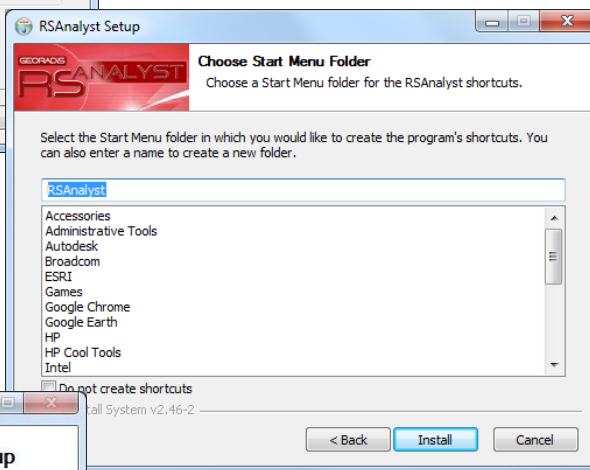 RSAnalyst Setup
GEORADIS
RSANALYST
Choose Start Menu Folder
Choose a Start Menu folder for the RSAnalyst shortcuts.
Select the Start Menu folder in which you would like to create the program's shortcuts. You
can also enter a name to create a new folder.
RSAnalyst
Accessories
Administrative Tools
Autodesk
Broadcom
ESRI
Games
Google Chrome
Google Earth
HP
HP Cool Tools
Intel
Do not create shortcuts
tall System v2.46-2
< Back
Install
Cancel
up